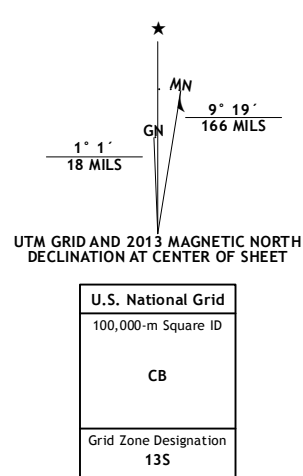 MN
9° 19´
166 MILS
GN
1° 1´
18 MILS
UTM GRID AND 2013 MAGNETIC NORTH
DECLINATION AT CENTER OF SHEET
U.S. National Grid
100,000-m Square ID
CB
Grid Zone Designation
13S